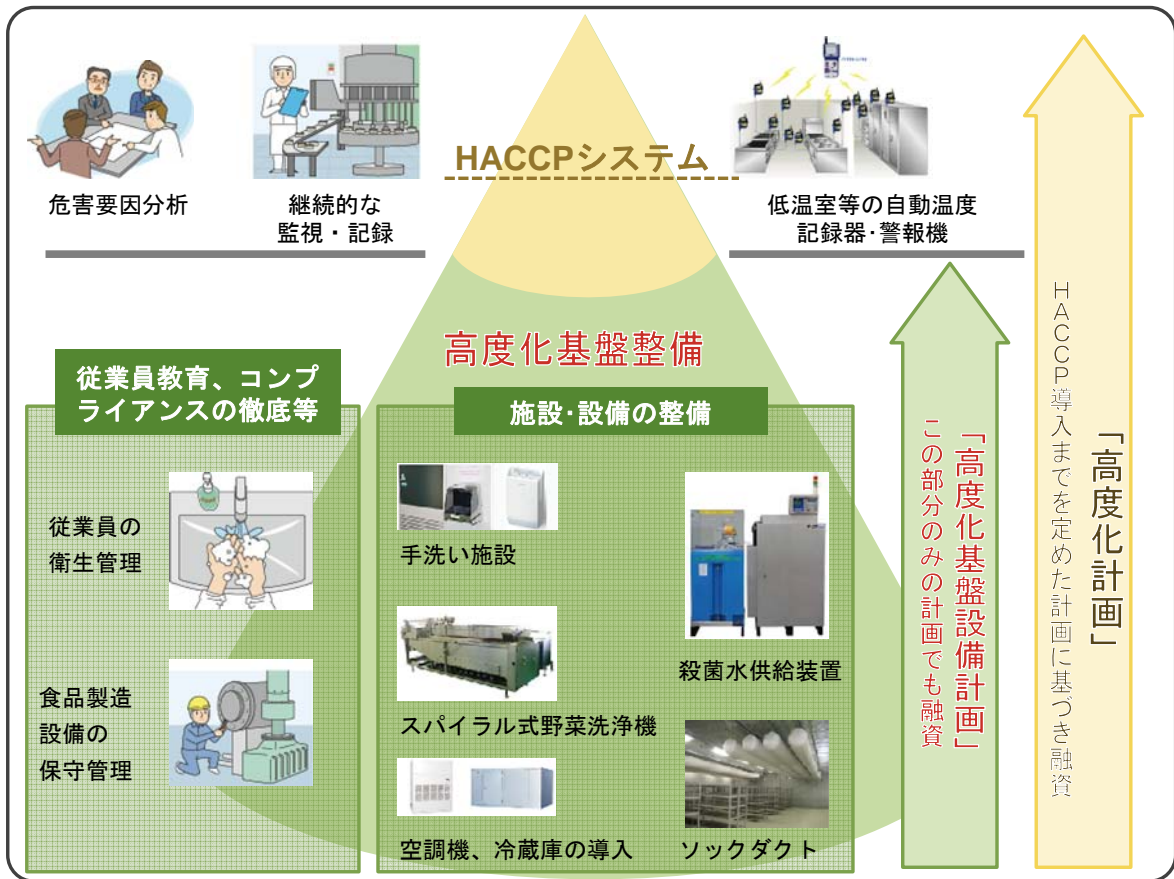 HACCPシステム
危害要因分析
継続的な
監視・記録
低温室等の自動温度
記録器・警報機
高度化基盤整備
従業員教育、コンプ
ライアンスの徹底等
従業員の
衛生管理
食品製造
設備の
保守管理
施設・設備の整備
手洗い施設
スパイラル式野菜洗浄機
空調機、冷蔵庫の導入
殺菌水供給装置
ソックダクト
「高度化基盤設備計画」
この部分のみの計画でも融資
「高度化計画」
HACCP導入までを定めた計画に基づき融資